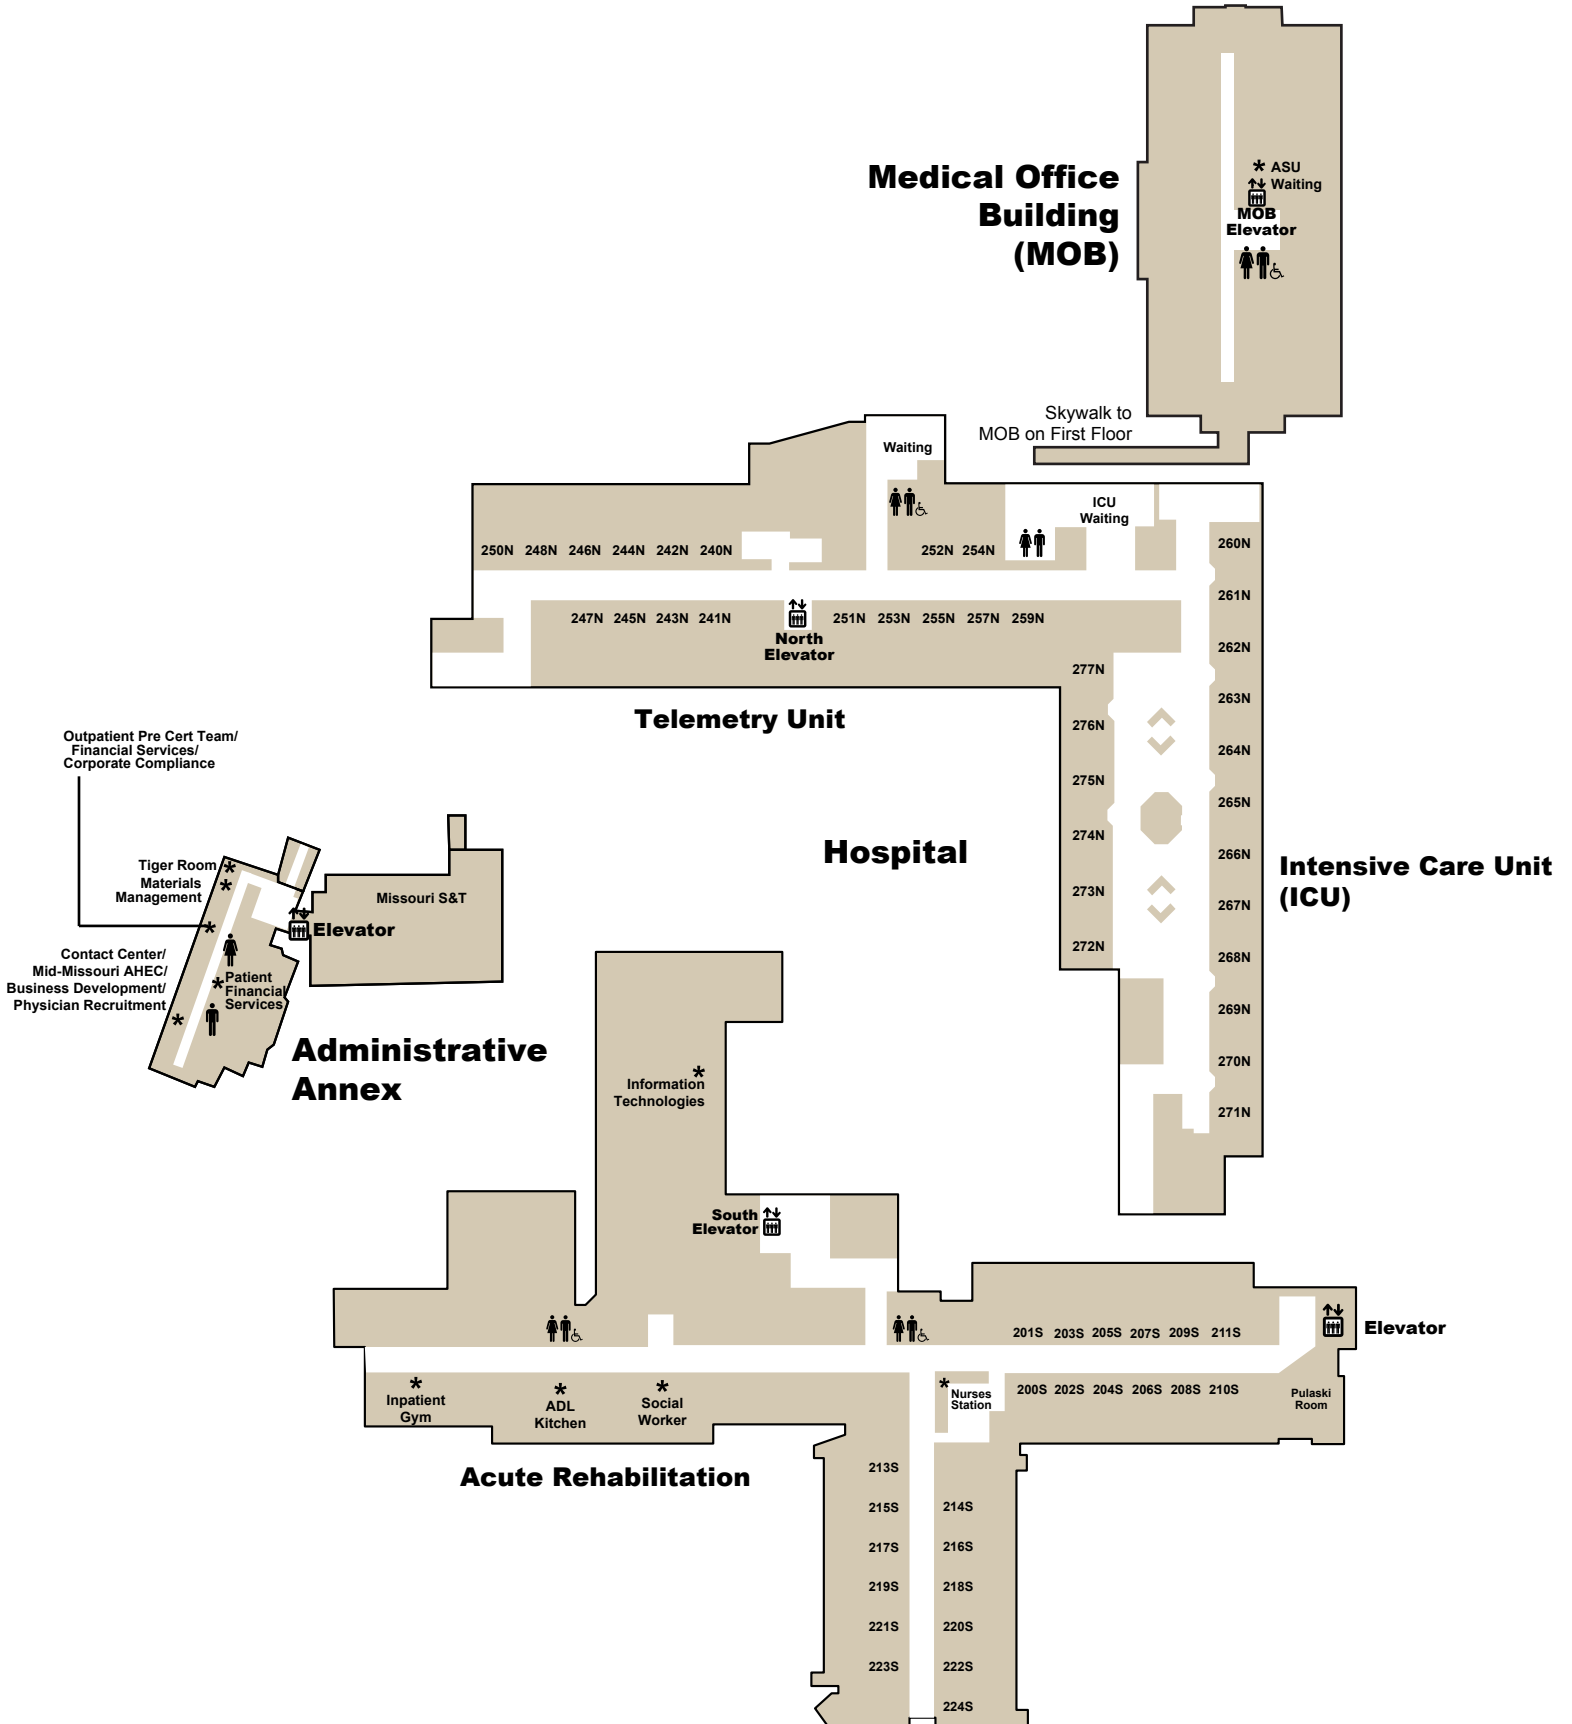 Medical Office
Building
(MOB)
ASU
Waiting
MOB
Elevator
Skywalk to
MOB on First Floor
Waiting
ICU
Waiting
250N 248N 246N 244N 242N 240N
252N 254N
247N 245N 243N 241N
251N 253N 255N 257N 259N
North
Elevator
Telemetry Unit
260N
261N
262N
263N
264N
265N
266N
267N
268N
269N
270N
271N
277N
276N
275N
274N
273N
272N
Hospital
Intensive Care Unit
(ICU)
Outpatient Pre Cert Team/
Financial Services/
Corporate Compliance
Tiger Room
Materials
Management
Missouri S&T
Elevator
Contact Center/
Mid-Missouri AHEC/
Business Development/
Physician Recruitment
Patient
Financial
Services
Administrative
Annex
Information
Technologies
South
Elevator
201S 203S 205S 207S 209S 211S
Elevator
Inpatient
Gym
ADL
Kitchen
Social
Worker
Nurses
Station
200S 202S 204S 206S 208S 210S
Pulaski
Room
Acute Rehabilitation
213S
215S
217S
219S
221S
223S
214S
216S
218S
220S
222S
224S